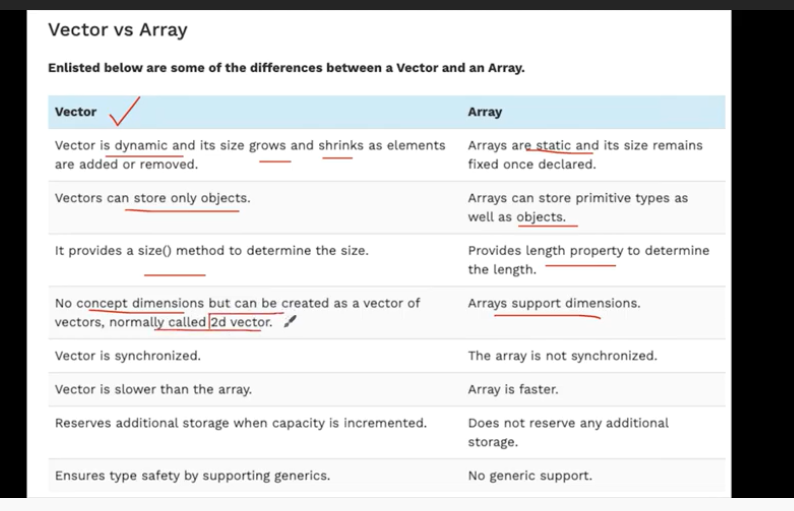 Vector vs Array
Enlisted below are some of the differences between a Vector and an Array.
Vector
Array
Vector is dynamic and its size grows and shrinks as elements
are added or removed.
Arrays are static and its size remains
fixed once declared.
Vectors can store only objects.
Arrays can store primitive types as
well as objects.
It provides a size() method to determine the size.
Provides length property to determine
the length.
No concept dimensions but can be created as a vector of
vectors, normally called 2d vector.
Arrays support dimensions.
Vector is synchronized.
The array is not synchronized.
Vector is slower than the array.
Array is faster.
Reserves additional storage when capacity is incremented.
Does not reserve any additional
storage.
Ensures type safety by supporting generics.
No generic support.